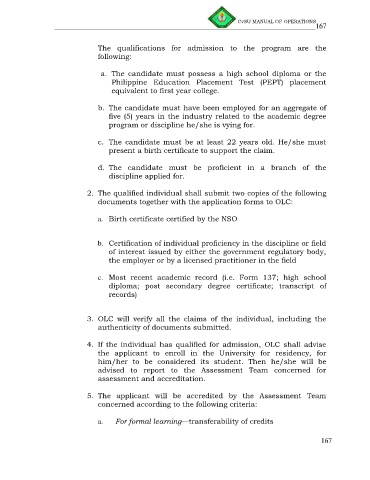 CvSU MANUAL OF OPERATIONS
167
The qualifications for admission to the program are the
following:
a. The candidate must possess a high school diploma or the
Philippine Education Placement Test (PEPT) placement
equivalent to first year college.
b. The candidate must have been employed for an aggregate of
five (5) years in the industry related to the academic degree
program or discipline he/she is vying for.
c. The candidate must be at least 22 years old. He/she must
present a birth certificate to support the claim.
d. The candidate must be proficient in a branch of the
discipline applied for.
2. The qualified individual shall submit two copies of the following
documents together with the application forms to OLC:
a. Birth certificate certified by the NSO
b. Certification of individual proficiency in the discipline or field
of interest issued by either the government regulatory body,
the employer or by a licensed practitioner in the field
c. Most recent academic record (i.e. Form 137; high school
diploma; post secondary degree certificate; transcript of
records)
3. OLC will verify all the claims of the individual, including the
authenticity of documents submitted.
4. If the individual has qualified for admission, OLC shall advise
the applicant to enroll in the University for residency, for
him/her to be considered its student. Then he/she will be
advised to report to the Assessment Team concerned for
assessment and accreditation.
5. The applicant will be accredited by the Assessment Team
concerned according to the following criteria:
a. For formal learning—transferability of credits
167